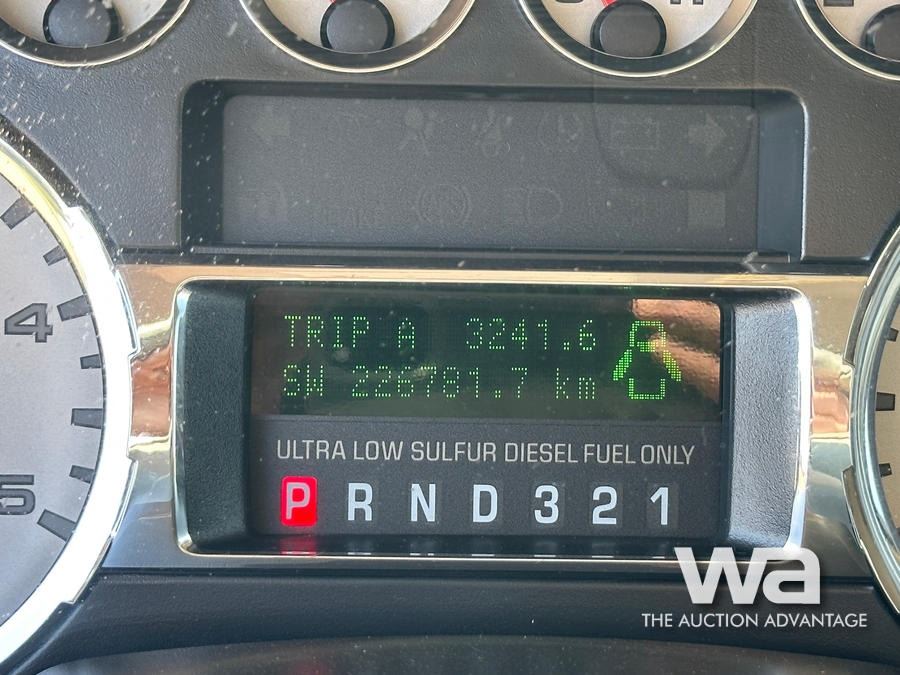 4
5
TRIP A 3241.6
SW 226781.7 km
ULTRA LOW SULFUR DIESEL FUEL ONLY
P R N D 3 2 1
wa
THE AUCTION ADVANTAGE